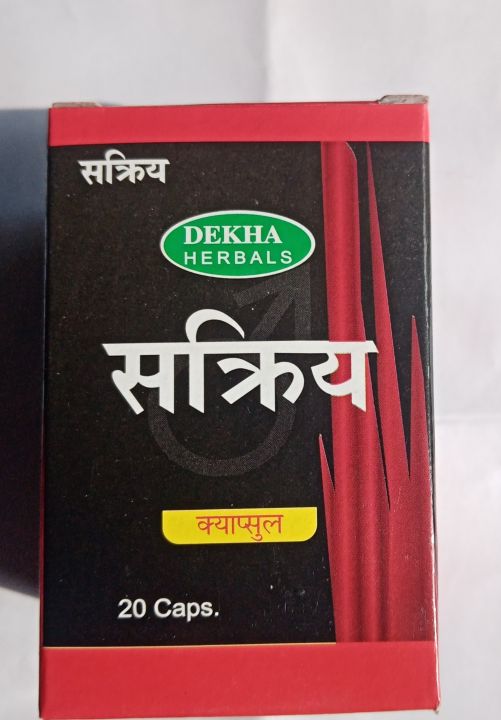 सक्रिय
DEKHA
HERBALS
सक्रिय
क्याप्सुल
20 Caps.